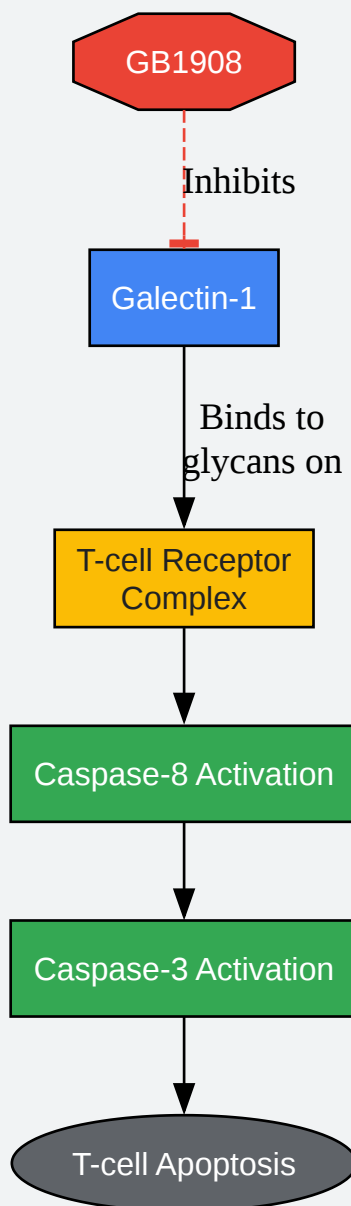 GB1908
Inhibits
Galectin-1
Binds to
glycans on
T-cell Receptor
Complex
Caspase-8 Activation
Caspase-3 Activation
T-cell Apoptosis